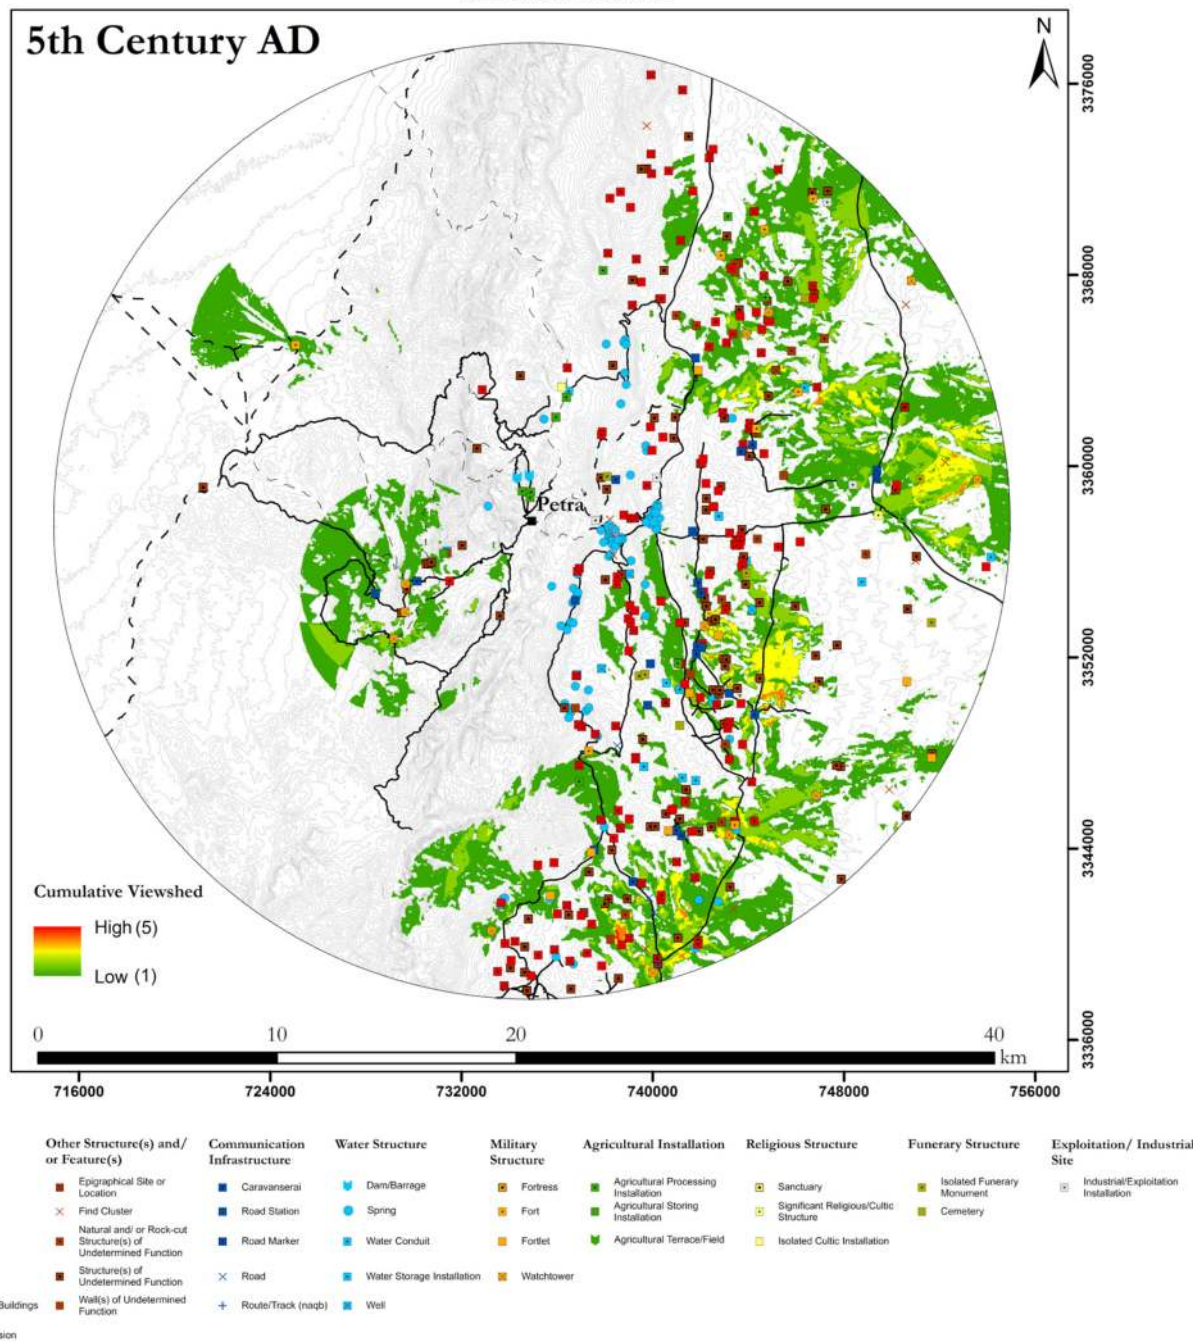 5th Century AD
N
3376000
3368000
3360000
3352000
3344000
3336000
Petra
Cumulative Viewshed
High (5)
Low (1)
0
10
20
40
km
716000
724000
732000
740000
748000
756000
Other Structure(s) and/
or Feature(s)
Epigraphical Site or
Location
Find Cluster
Natural and/ or Rock-cut
Structure(s) of
Undetermined Function
Structure(s) of
Undetermined Function
Wall(s) of Undetermined
Function
Buildings
sion
Communication
Infrastructure
Caravanserai
Road Station
Road Marker
Road
Route/Track (naqb)
Water Structure
Dam/Barrage
Spring
Water Conduit
Water Storage Installation
Well
Military
Structure
Fortress
Fort
Fortlet
Watchtower
Agricultural Installation
Agricultural Processing
Installation
Agricultural Storing
Installation
Agricultural Terrace/Field
Religious Structure
Sanctuary
Significant Religious/Cultic
Structure
Isolated Cultic Installation
Funerary Structure
Isolated Funerary
Monument
Cemetery
Exploitation/ Industrial
Site
Industrial/Exploitation
Installation